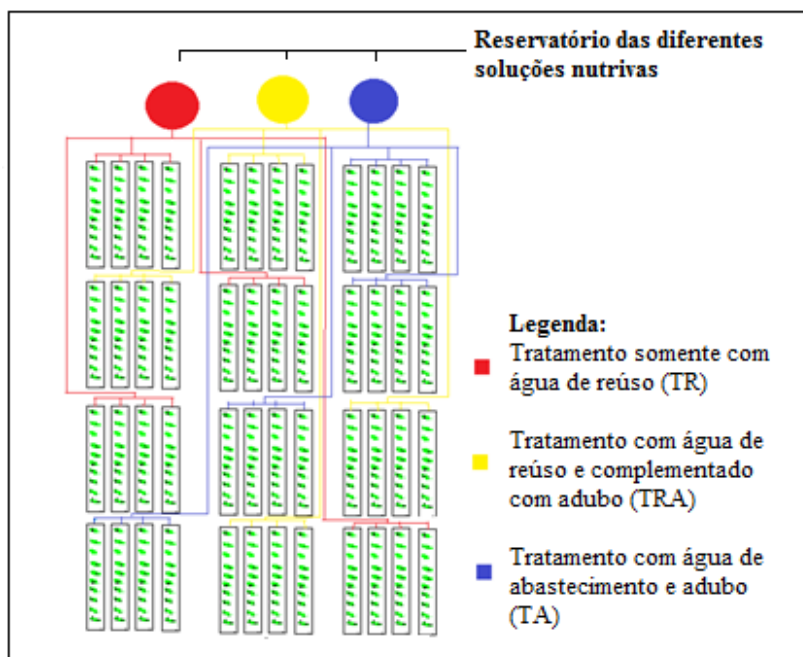 Reservatório das diferentes
soluções nutrivas
Legenda:
Tratamento somente com
água de reúso (TR)
Tratamento com água de
reúso e complementado
com adubo (TRA)
Tratamento com água de
abastecimento e adubo
(TA)